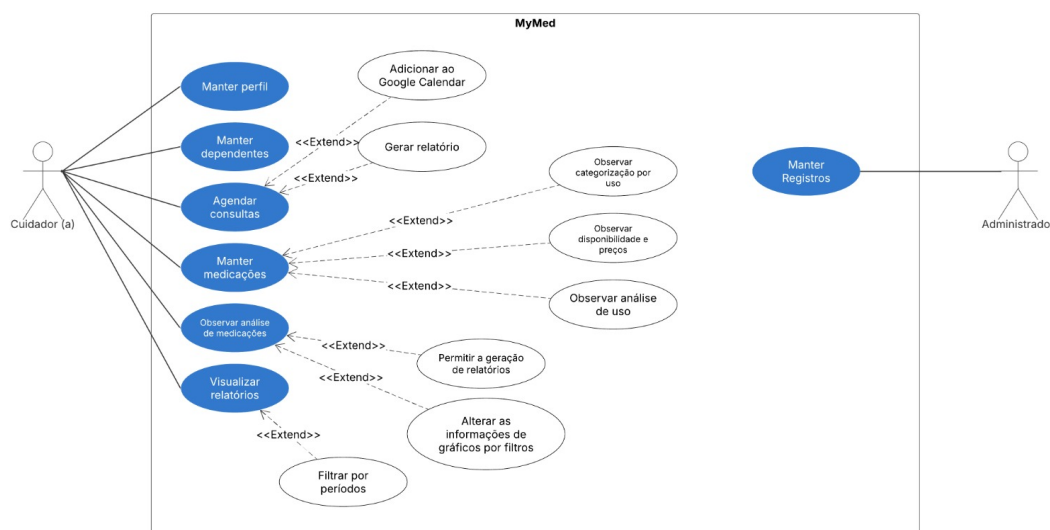 MyMed
Manter perfil
Adicionar ao
Google Calendar
Manter
dependentes
<<Extend>>
Gerar relatório
<<Extend>>
Agendar
consultas
Observar
categorização por
uso
Manter
Registros
Cuidador (a)
Administrado
<<Extend>>
Observar
disponibilidade e
preços
Manter
medicações
<<Extend>>
<<Extend>>
Observar análise
de uso
Observar análise
de medicações
<<Extend>>
Permitir a geração
de relatórios
<<Extend>>
Visualizar
relatórios
Alterar as
informações de
gráficos por filtros
<<Extend>>
Filtrar por
períodos